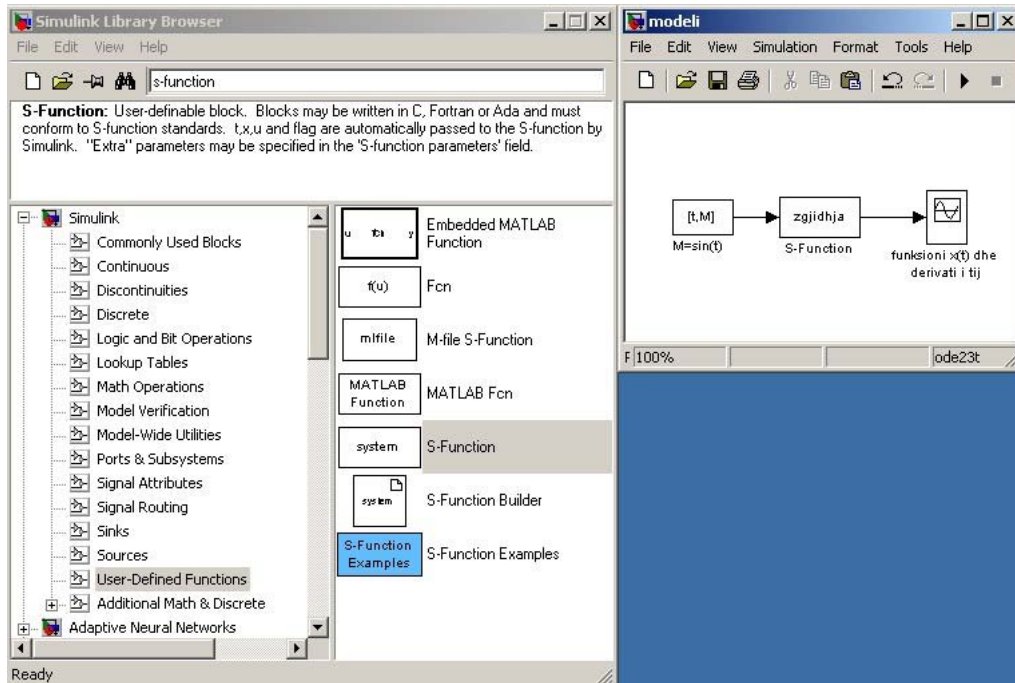 Simulink Library Browser
File Edit View Help
s-function
S-Function: User-definable block. Blocks may be written in C, Fortran or Ada and must
conform to S-function standards. t,x,u and flag are automatically passed to the S-function by
Simulink. "Extra" parameters may be specified in the 'S-function parameters' field.
Simulink
Commonly Used Blocks
Continuous
Discontinuities
Discrete
Logic and Bit Operations
Lookup Tables
Math Operations
Model Verification
Model-Wide Utilities
Ports & Subsystems
Signal Attributes
Signal Routing
Sinks
Sources
User-Defined Functions
Additional Math & Discrete
Adaptive Neural Networks
u fcn y
Embedded MATLAB
Function
f(u)
Fcn
mlfile
M-file S-Function
MATLAB
Function
MATLAB Fcn
system
S-Function
system
S-Function Builder
S-Function
Examples
S-Function Examples
Ready
modeli
File Edit View Simulation Format Tools Help
[t,M]
M=sin(t)
zgjidhja
S-Function
funksioni x(t) dhe
derivati i tij
F 100%
ode23t